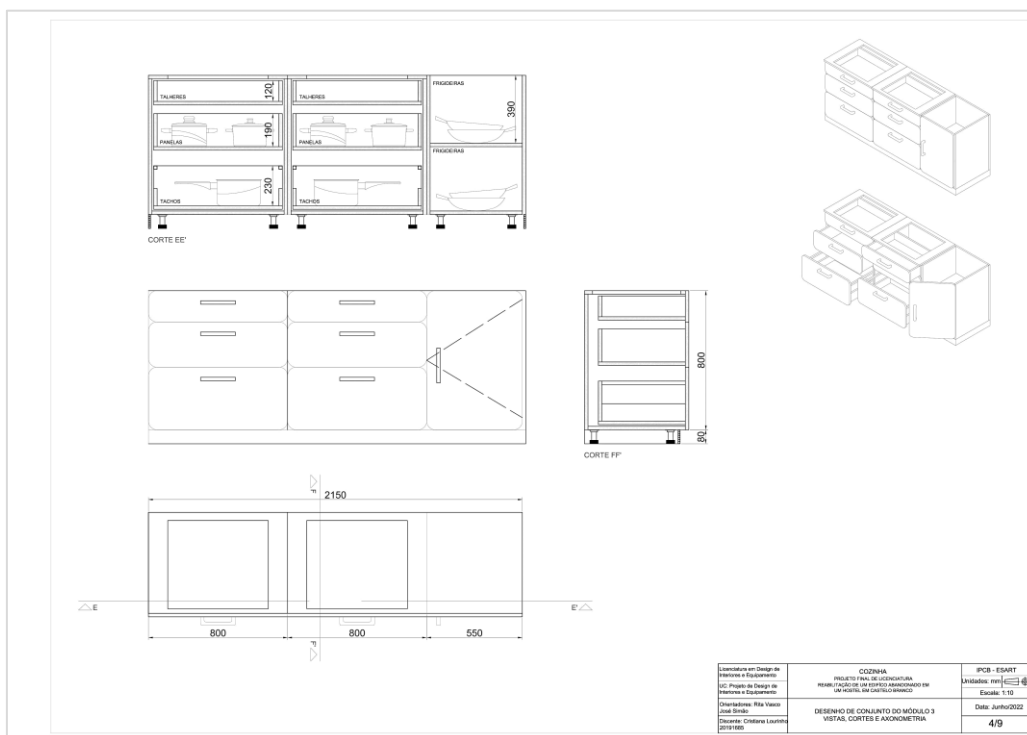 TALHERES
120
TALHERES
FRIGIDEIRAS
390
190
PANELAS
PANELAS
FRIGIDEIRAS
230
TACHOS
TACHOS
CORTE EE'
800
80
CORTE FF'
F
2150
E
E'
800
800
550
F'
Licenciatura em Design de
Interiores e Equipamento
UC: Projeto de Design de
Interiores e Equipamento
Orientadores: Rita Vasco
José Simão
Discente: Cristiana Lourinho
20191685
COZINHA
PROJETO FINAL DE LICENCIATURA
REABILITAÇÃO DE UM EDIFICO ABANDONADO EM
UM HOSTEL EM CASTELO BRANCO
DESENHO DE CONJUNTO DO MÓDULO 3
VISTAS, CORTES E AXONOMETRIA
IPCB - ESART
Unidades: mm
Escala: 1:10
Data: Junho/2022
4/9